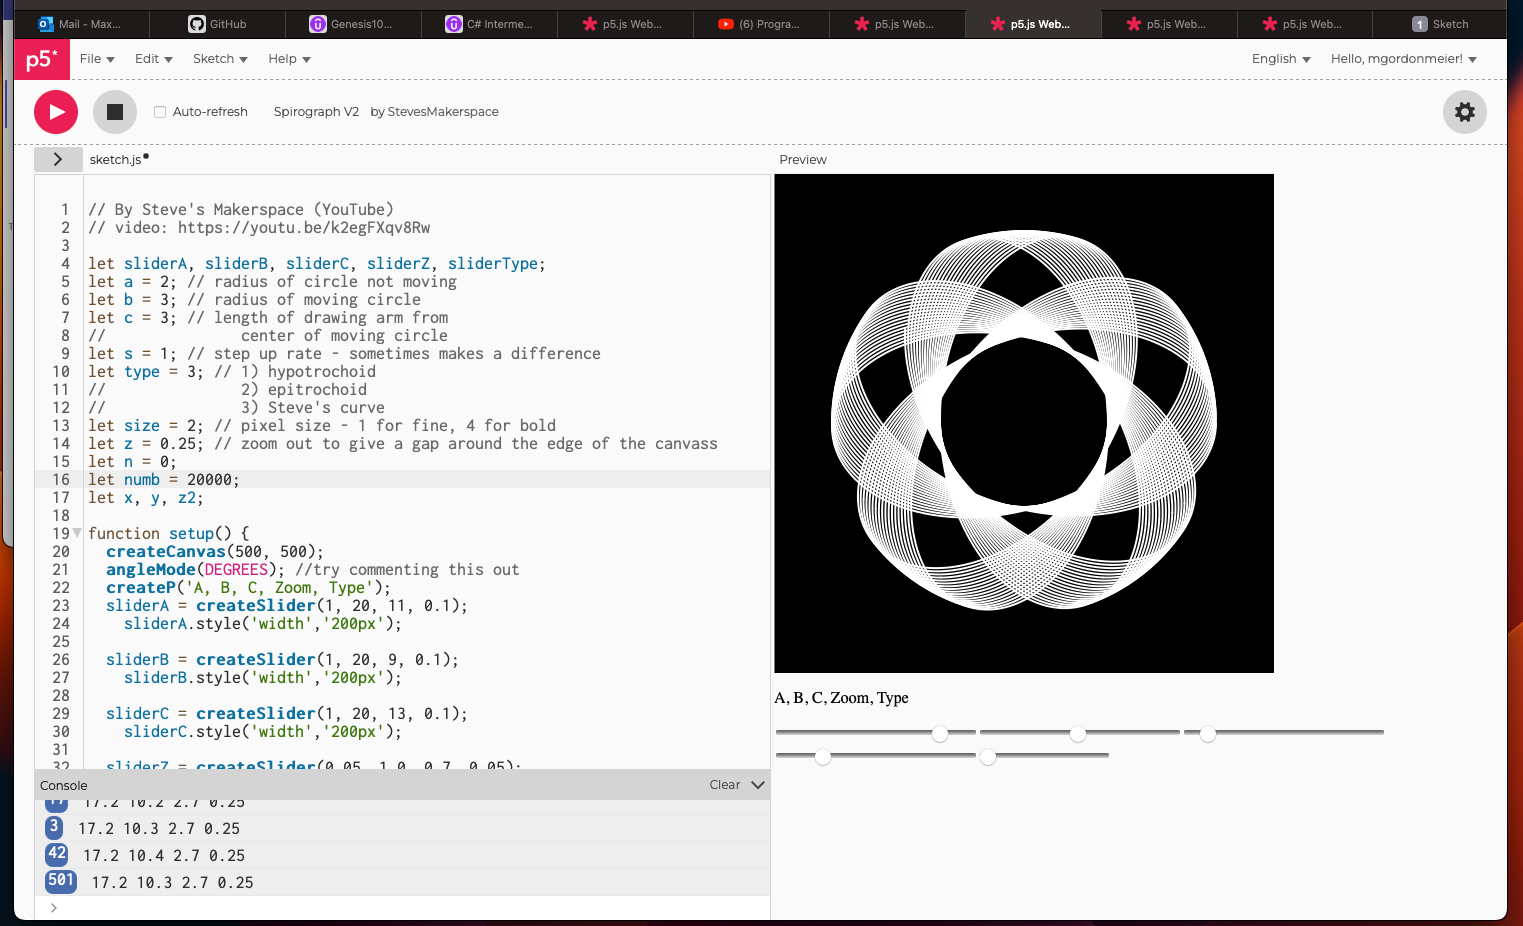 Mail - Max...
GitHub
Genesis10...
C# Interme...
p5.js Web...
(6) Progra...
p5.js Web...
p5.js Web...
p5.js Web...
p5.js Web...
1 Sketch
p5*
File
Edit
Sketch
Help
English
Hello, mgordonmeier!
Auto-refresh
Spirograph V2
by StevesMakerspace
sketch.js
Preview
1 // By Steve's Makerspace (YouTube)
2 // video: https://youtu.be/k2egFXqv8Rw
3
4 let sliderA, sliderB, sliderC, sliderZ, sliderType;
5 let a = 2; // radius of circle not moving
6 let b = 3; // radius of moving circle
7 let c = 3; // length of drawing arm from
8 // center of moving circle
9 let s = 1; // step up rate - sometimes makes a difference
10 let type = 3; // 1) hypotrochoid
11 // 2) epitrochoid
12 // 3) Steve's curve
13 let size = 2; // pixel size - 1 for fine, 4 for bold
14 let z = 0.25; // zoom out to give a gap around the edge of the canvass
15 let n = 0;
16 let numb = 20000;
17 let x, y, z2;
18
19 function setup() {
20 createCanvas(500, 500);
21 angleMode(DEGREES); //try commenting this out
22 createP('A, B, C, Zoom, Type');
23 sliderA = createSlider(1, 20, 11, 0.1);
24 sliderA.style('width','200px');
25
26 sliderB = createSlider(1, 20, 9, 0.1);
27 sliderB.style('width','200px');
28
29 sliderC = createSlider(1, 20, 13, 0.1);
30 sliderC.style('width','200px');
31
32 sliderZ = createSlider(0.05, 1.0, 0.7, 0.05);
A, B, C, Zoom, Type
Console
Clear
17 17.2 10.2 2.7 0.25
3 17.2 10.3 2.7 0.25
42 17.2 10.4 2.7 0.25
501 17.2 10.3 2.7 0.25
>